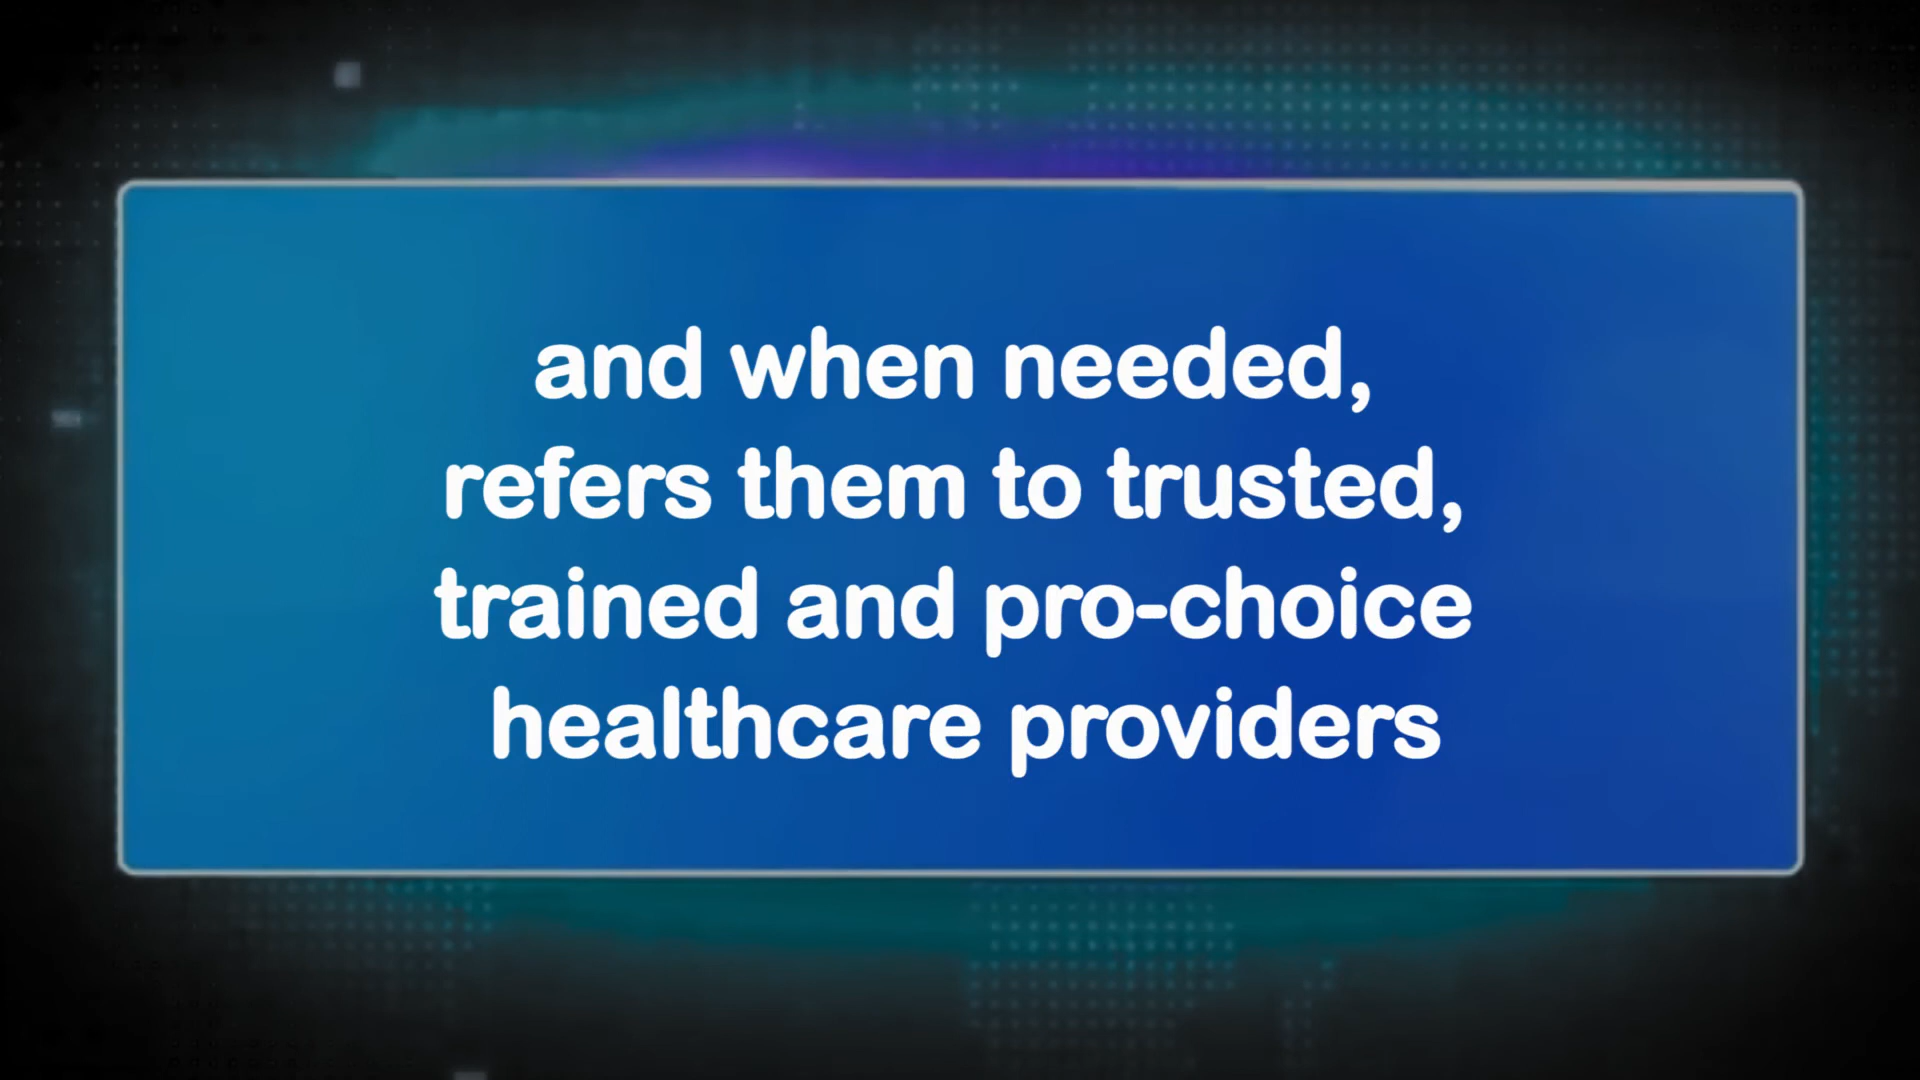 and when needed,
refers them to trusted,
trained and pro-choice
healthcare providers